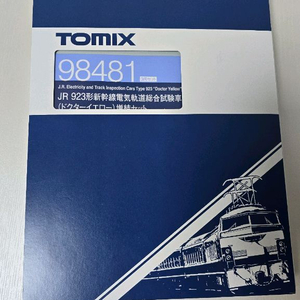 TOMIX
98481
J.R. Electricity and Track Inspection Cars Type 923 "Doctor Yellow"
JR 923形新幹線電気軌道総合試験車
(ドクターイエロー)増結セット